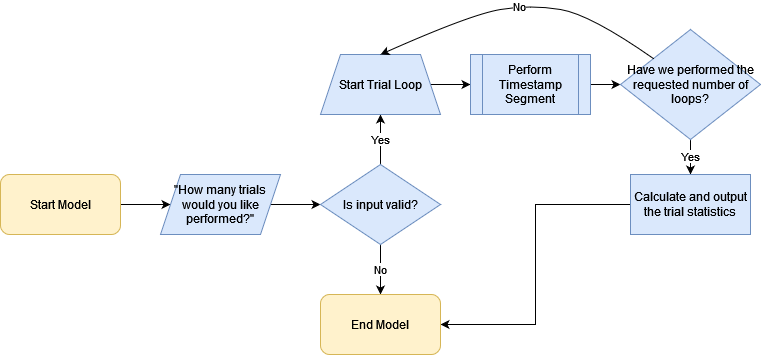 No
Start Trial Loop
Perform
Timestamp
Segment
Have we performed the
requested number of
loops?
Yes
Yes
Start Model
"How many trials
would you like
performed?"
Is input valid?
Calculate and output
the trial statistics
No
End Model